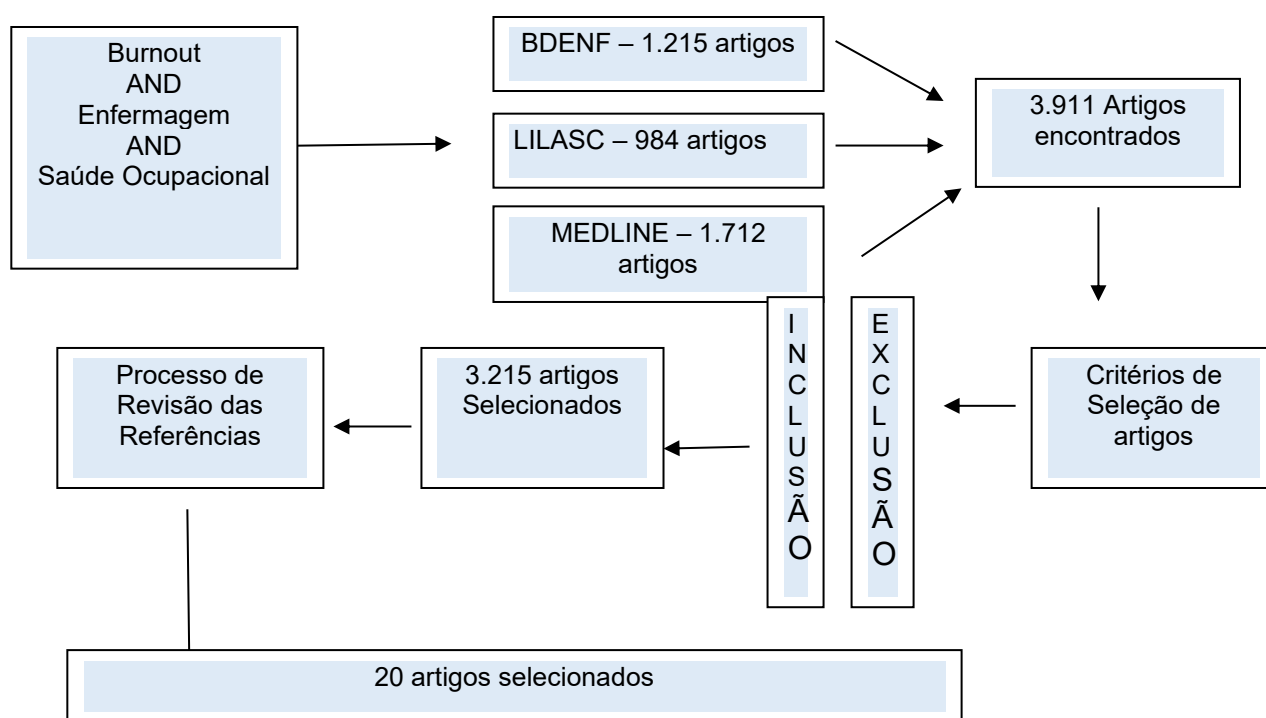 Burnout
AND
Enfermagem
AND
Saúde Ocupacional
BDENF – 1.215 artigos
LILASC – 984 artigos
MEDLINE – 1.712
artigos
3.911 Artigos
encontrados
Critérios de
Seleção de
artigos
E
X
C
L
U
S
Ã
O
I
N
C
L
U
S
Ã
O
3.215 artigos
Selecionados
Processo de
Revisão das
Referências
20 artigos selecionados